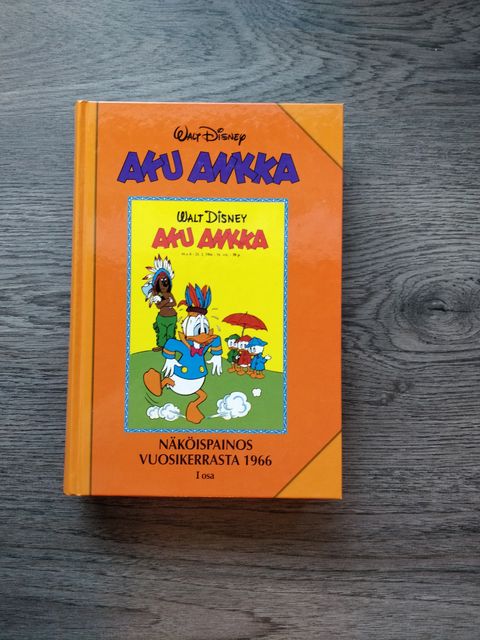 WALT DISNEY
AKU ANKKA
WALT DISNEY
AKU ANKKA
NÄKÖISPAINOS
VUOSIKERRASTA 1966
I osa